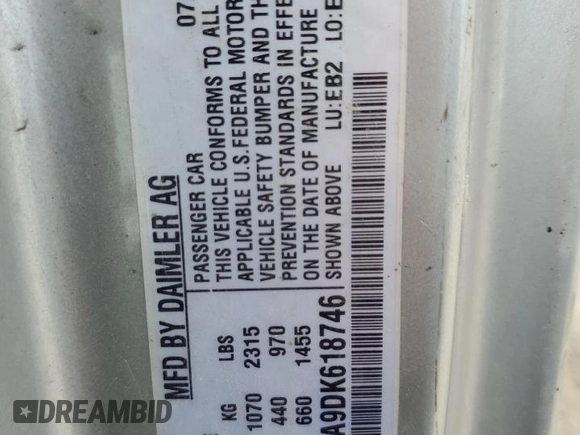 MFD BY DAIMLER AG
07
PASSENGER CAR
THIS VEHICLE CONFORMS TO ALL
APPLICABLE U.S. FEDERAL MOTOR
VEHICLE SAFETY BUMPER AND TH
PREVENTION STANDARDS IN EFFE
ON THE DATE OF MANUFACTURE
SHOWN ABOVE LU:EB2 LO:E
KG LBS
1070 2315
440 970
660 1455
A9DK618746
AUTOBIDMASTER